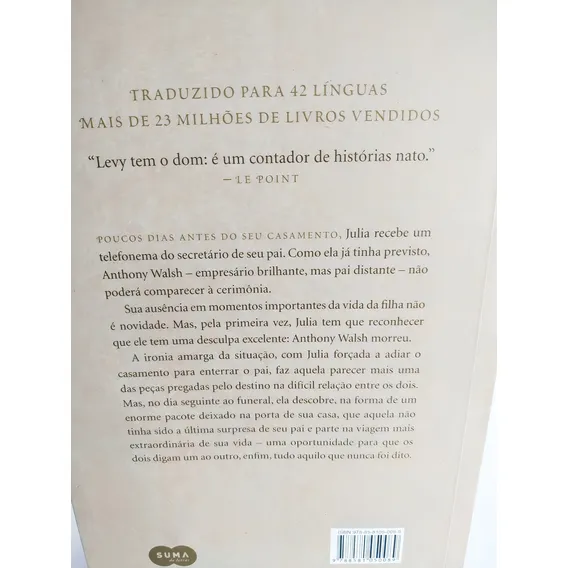 TRADUZIDO PARA 42 LÍNGUAS
MAIS DE 23 MILHÕES DE LIVROS VENDIDOS
“Levy tem o dom: é um contador de histórias nato.”
— LE POINT
POUCOS DIAS ANTES DO SEU CASAMENTO, Julia recebe um
telefonema do secretário de seu pai. Como ela já tinha previsto,
Anthony Walsh – empresário brilhante, mas pai distante – não
poderá comparecer à cerimônia.
Sua ausência em momentos importantes da vida da filha não
é novidade. Mas, pela primeira vez, Julia tem que reconhecer
que ele tem uma desculpa excelente: Anthony Walsh morreu.
A ironia amarga da situação, com Julia forçada a adiar o
casamento para enterrar o pai, faz aquela parecer mais uma
das peças pregadas pelo destino na difícil relação entre os dois.
Mas, no dia seguinte ao funeral, ela descobre, na forma de um
enorme pacote deixado na porta de sua casa, que aquela não
tinha sido a última surpresa de seu pai e parte na viagem mais
extraordinária de sua vida – uma oportunidade para que os
dois digam um ao outro, enfim, tudo aquilo que nunca foi dito.
SUMA
de letras